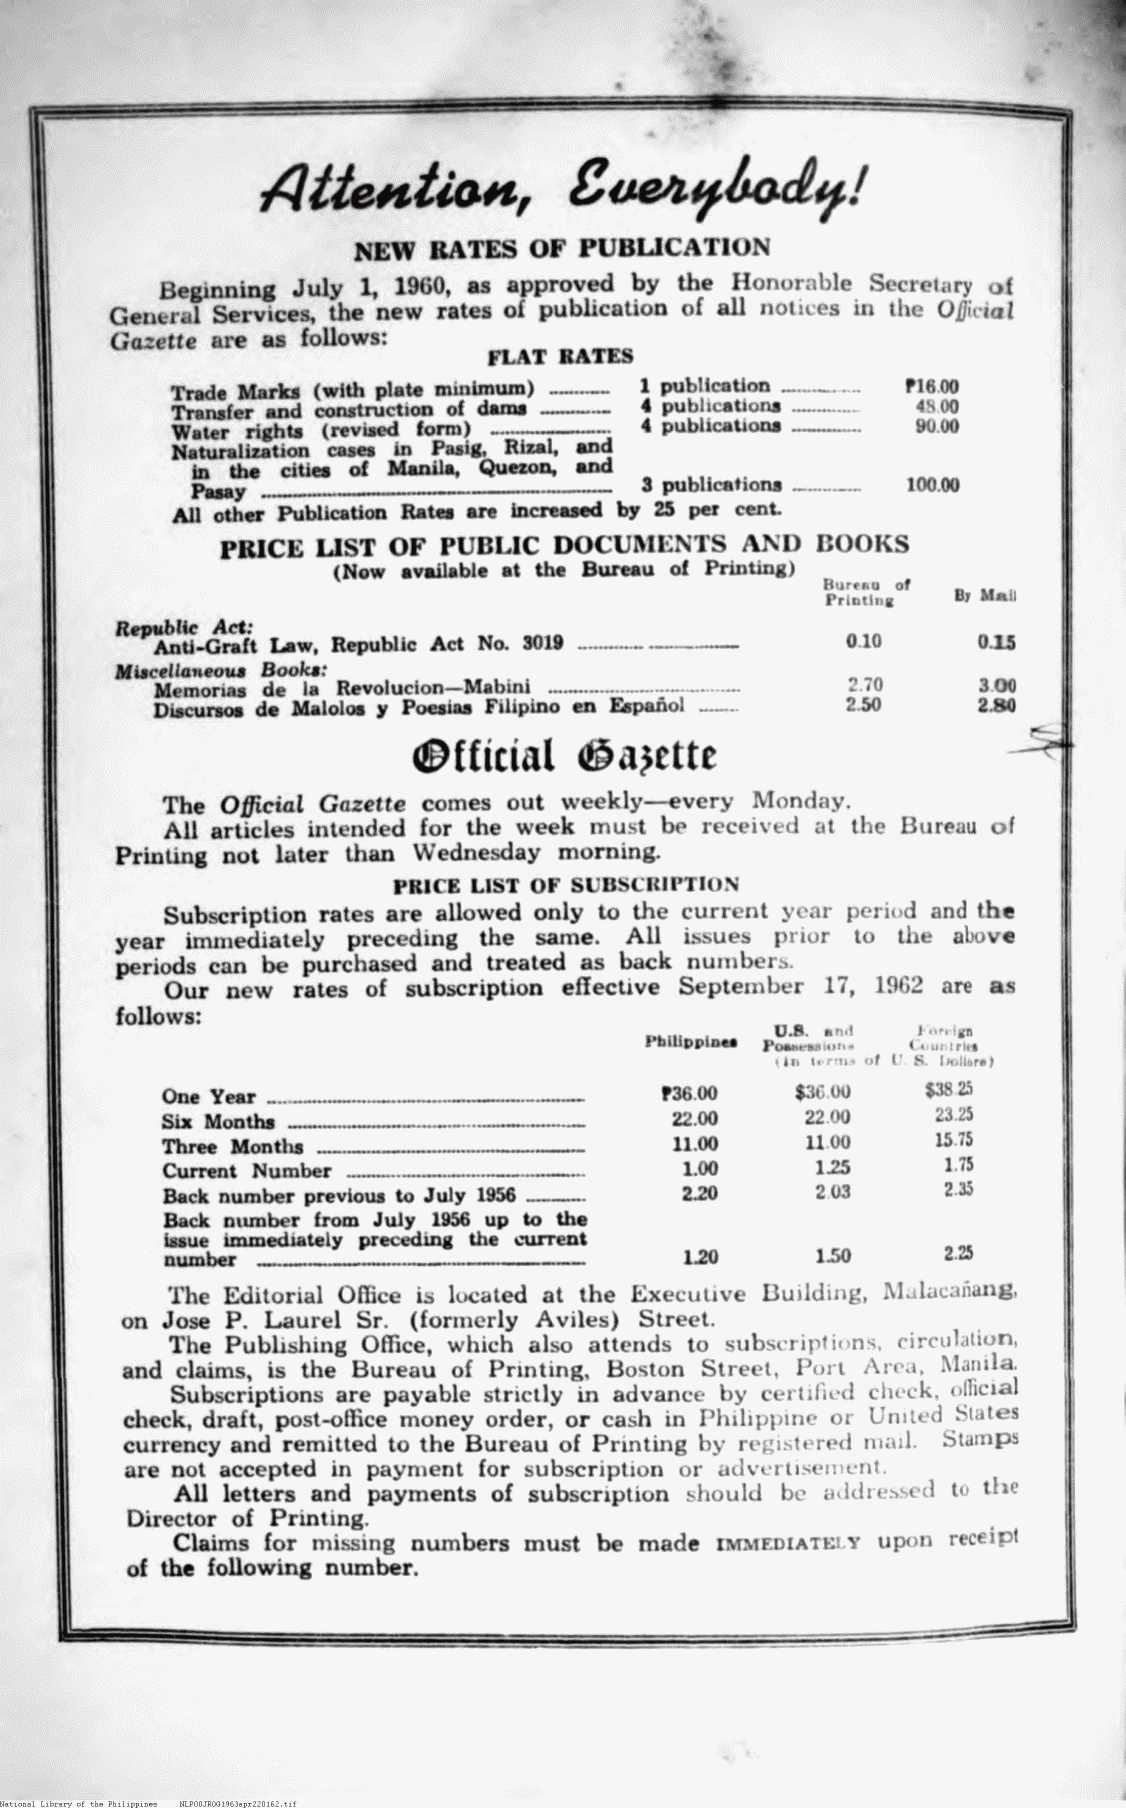 Attention, Everybody!
NEW RATES OF PUBLICATION
Beginning July 1, 1960, as approved by the Honorable Secretary of
General Services, the new rates of publication of all notices in the Official
Gazette are as follows:
FLAT RATES
Trade Marks (with plate minimum) ............ 1 publication ............ ₱16.00
Transfer and construction of dams ............ 4 publications ............ 48.00
Water rights (revised form) ............ 4 publications ............ 90.00
Naturalization cases in Pasig, Rizal, and
in the cities of Manila, Quezon, and
Pasay ............ 3 publications ............ 100.00
All other Publication Rates are increased by 25 per cent.
PRICE LIST OF PUBLIC DOCUMENTS AND BOOKS
(Now available at the Bureau of Printing)
Bureau of
Printing By Mail
Republic Act:
Anti-Graft Law, Republic Act No. 3019 ............ 0.10 0.15
Miscellaneous Books:
Memorias de la Revolucion—Mabini ............ 2.70 3.00
Discursos de Malolos y Poesias Filipino en Español ........ 2.50 2.80
Official Gazette
The Official Gazette comes out weekly—every Monday.
All articles intended for the week must be received at the Bureau of
Printing not later than Wednesday morning.
PRICE LIST OF SUBSCRIPTION
Subscription rates are allowed only to the current year period and the
year immediately preceding the same. All issues prior to the above
periods can be purchased and treated as back numbers.
Our new rates of subscription effective September 17, 1962 are as
follows:
Philippines U.S. and Possessions Foreign Countries
(In terms of U. S. Dollars)
One Year ............ ₱36.00 $36.00 $38.25
Six Months ............ 22.00 22.00 23.25
Three Months ............ 11.00 11.00 15.75
Current Number ............ 1.00 1.25 1.75
Back number previous to July 1956 ............ 2.20 2.03 2.35
Back number from July 1956 up to the
issue immediately preceding the current
number ............ 1.20 1.50 2.25
The Editorial Office is located at the Executive Building, Malacañang,
on Jose P. Laurel Sr. (formerly Aviles) Street.
The Publishing Office, which also attends to subscriptions, circulation,
and claims, is the Bureau of Printing, Boston Street, Port Area, Manila.
Subscriptions are payable strictly in advance by certified check, official
check, draft, post-office money order, or cash in Philippine or United States
currency and remitted to the Bureau of Printing by registered mail. Stamps
are not accepted in payment for subscription or advertisement.
All letters and payments of subscription should be addressed to the
Director of Printing.
Claims for missing numbers must be made IMMEDIATELY upon receipt
of the following number.
National Library of the Philippines NLPOBJROG1963apr220162.tif